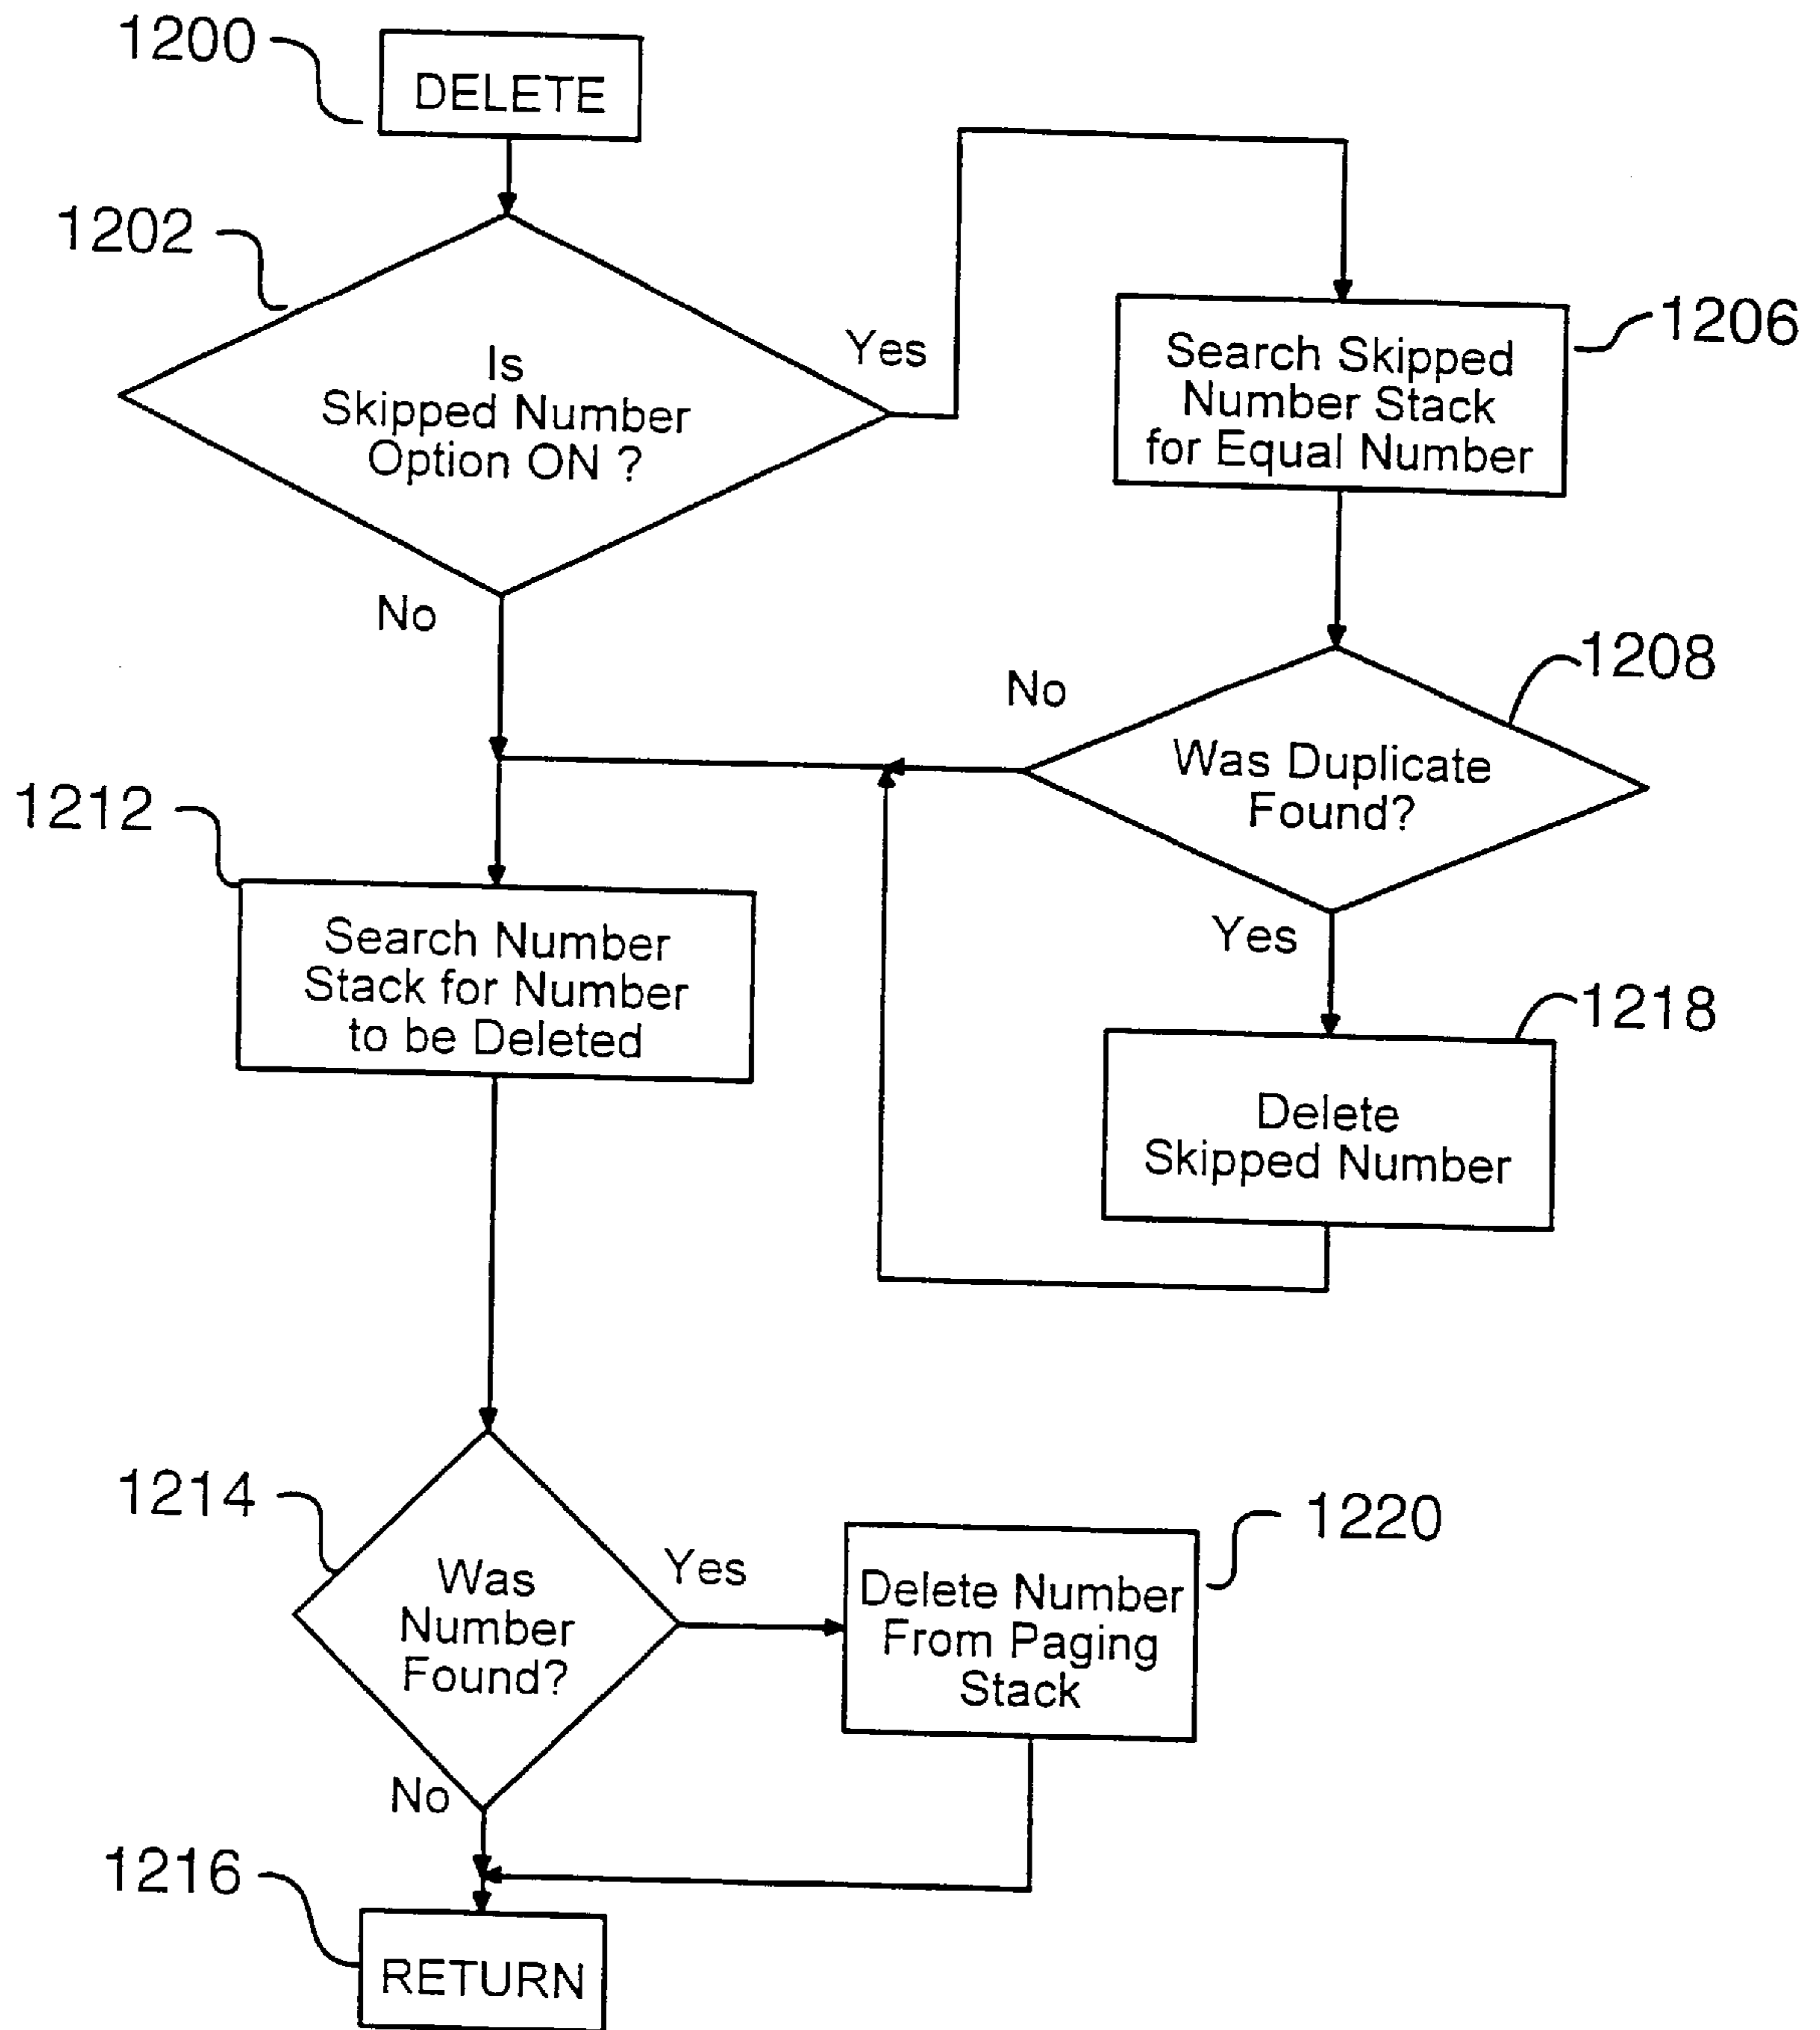 1200
DELETE
1202
Is
Skipped Number
Option ON ?
Yes
No
1206
Search Skipped
Number Stack
for Equal Number
1208
Was Duplicate
Found?
No
Yes
1212
Search Number
Stack for Number
to be Deleted
1218
Delete
Skipped Number
1214
Was
Number
Found?
Yes
No
1220
Delete Number
From Paging
Stack
1216
RETURN